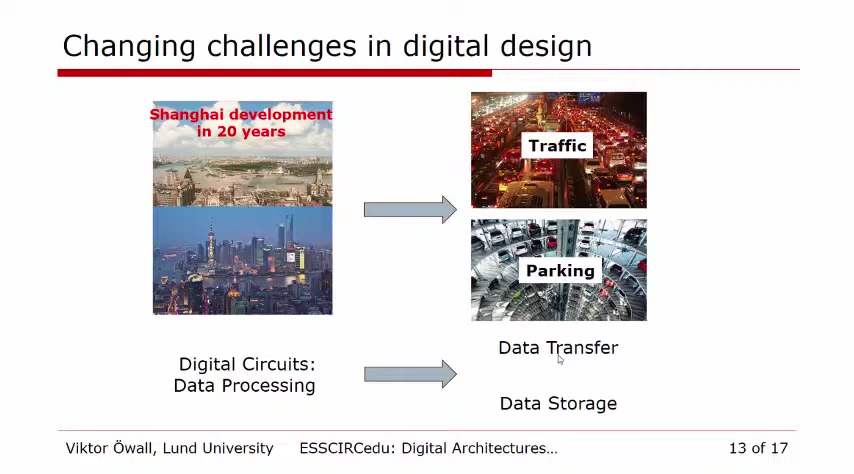 Changing challenges in digital design
Shanghai development
in 20 years
Traffic
Parking
Digital Circuits:
Data Processing
Data Transfer
Data Storage
Viktor Öwall, Lund University
ESSCIRCedu: Digital Architectures...
13 of 17